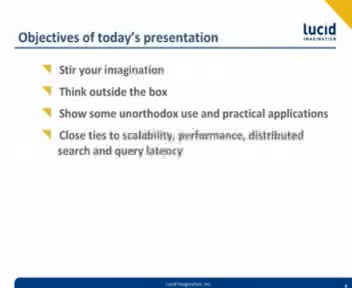 lucid
IMAGINATION
Objectives of today's presentation
Stir your imagination
Think outside the box
Show some unorthodox use and practical applications
Close ties to scalability, performance, distributed
search and query latency
Lucid Imagination, Inc.